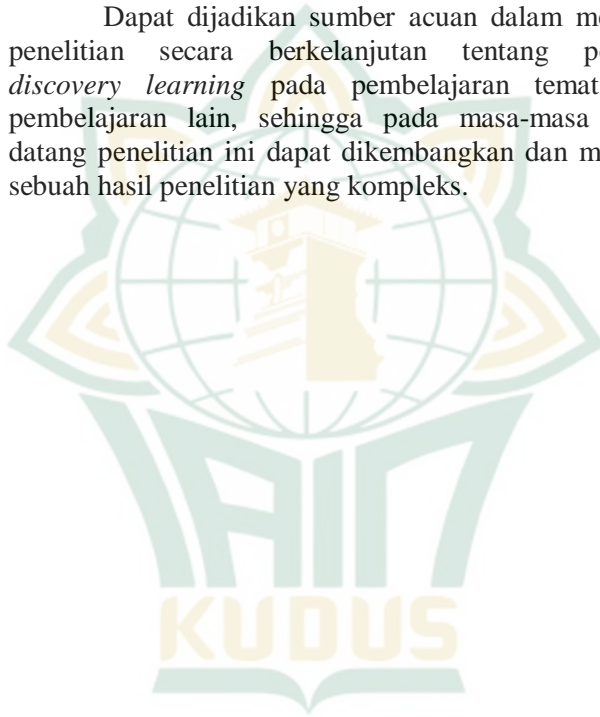 Dapat dijadikan sumber acuan dalam me
penelitian secara berkelanjutan tentang pe
discovery learning pada pembelajaran temat
pembelajaran lain, sehingga pada masa-masa
datang penelitian ini dapat dikembangkan dan m
sebuah hasil penelitian yang kompleks.
IAIN
KUDUS